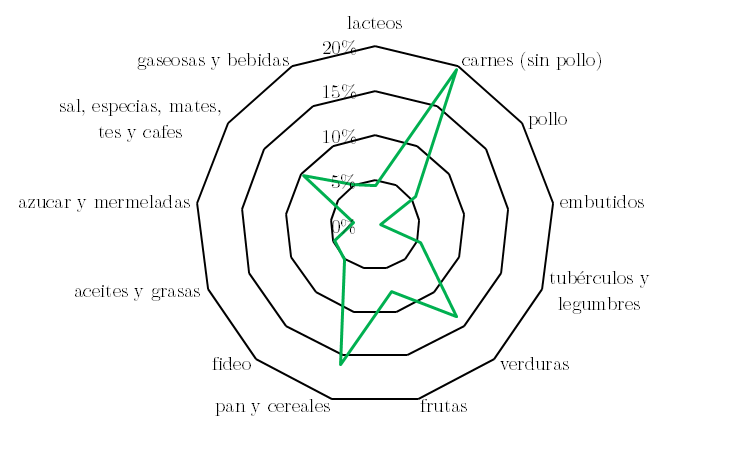 lacteos
20%
gaseosas y bebidas
carnes (sin pollo)
15%
sal, especias, mates,
tes y cafes
pollo
10%
5%
azucar y mermeladas
embutidos
0%
tubérculos y
legumbres
aceites y grasas
fideo
verduras
pan y cereales
frutas